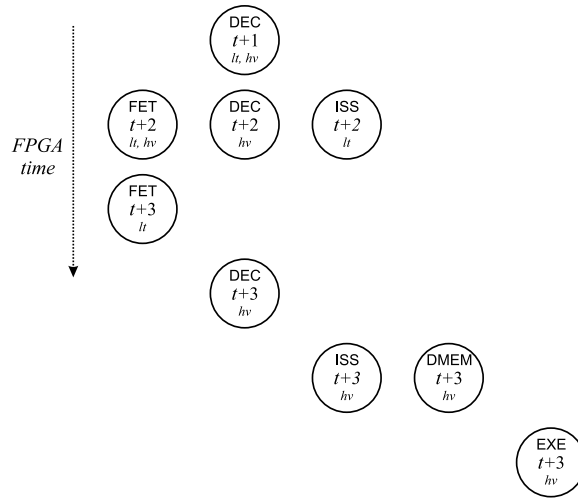 DEC
t+1
lt, hv
FET
t+2
lt, hv
DEC
t+2
hv
ISS
t+2
lt
FPGA
time
FET
t+3
lt
DEC
t+3
hv
ISS
t+3
hv
DMEM
t+3
hv
EXE
t+3
hv